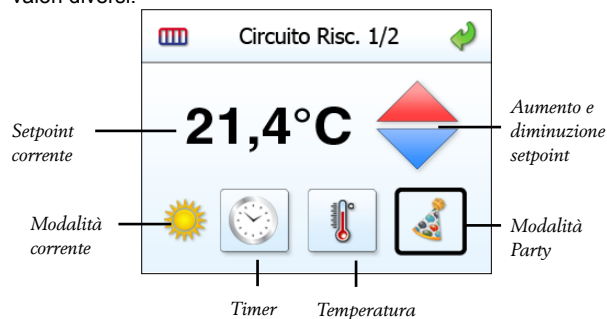 valori diversi.
Circuito Risc. 1/2
Setpoint
corrente
21,4°C
Aumento e
diminuzione
setpoint
Modalità
corrente
Modalità
Party
Timer
Temperatura